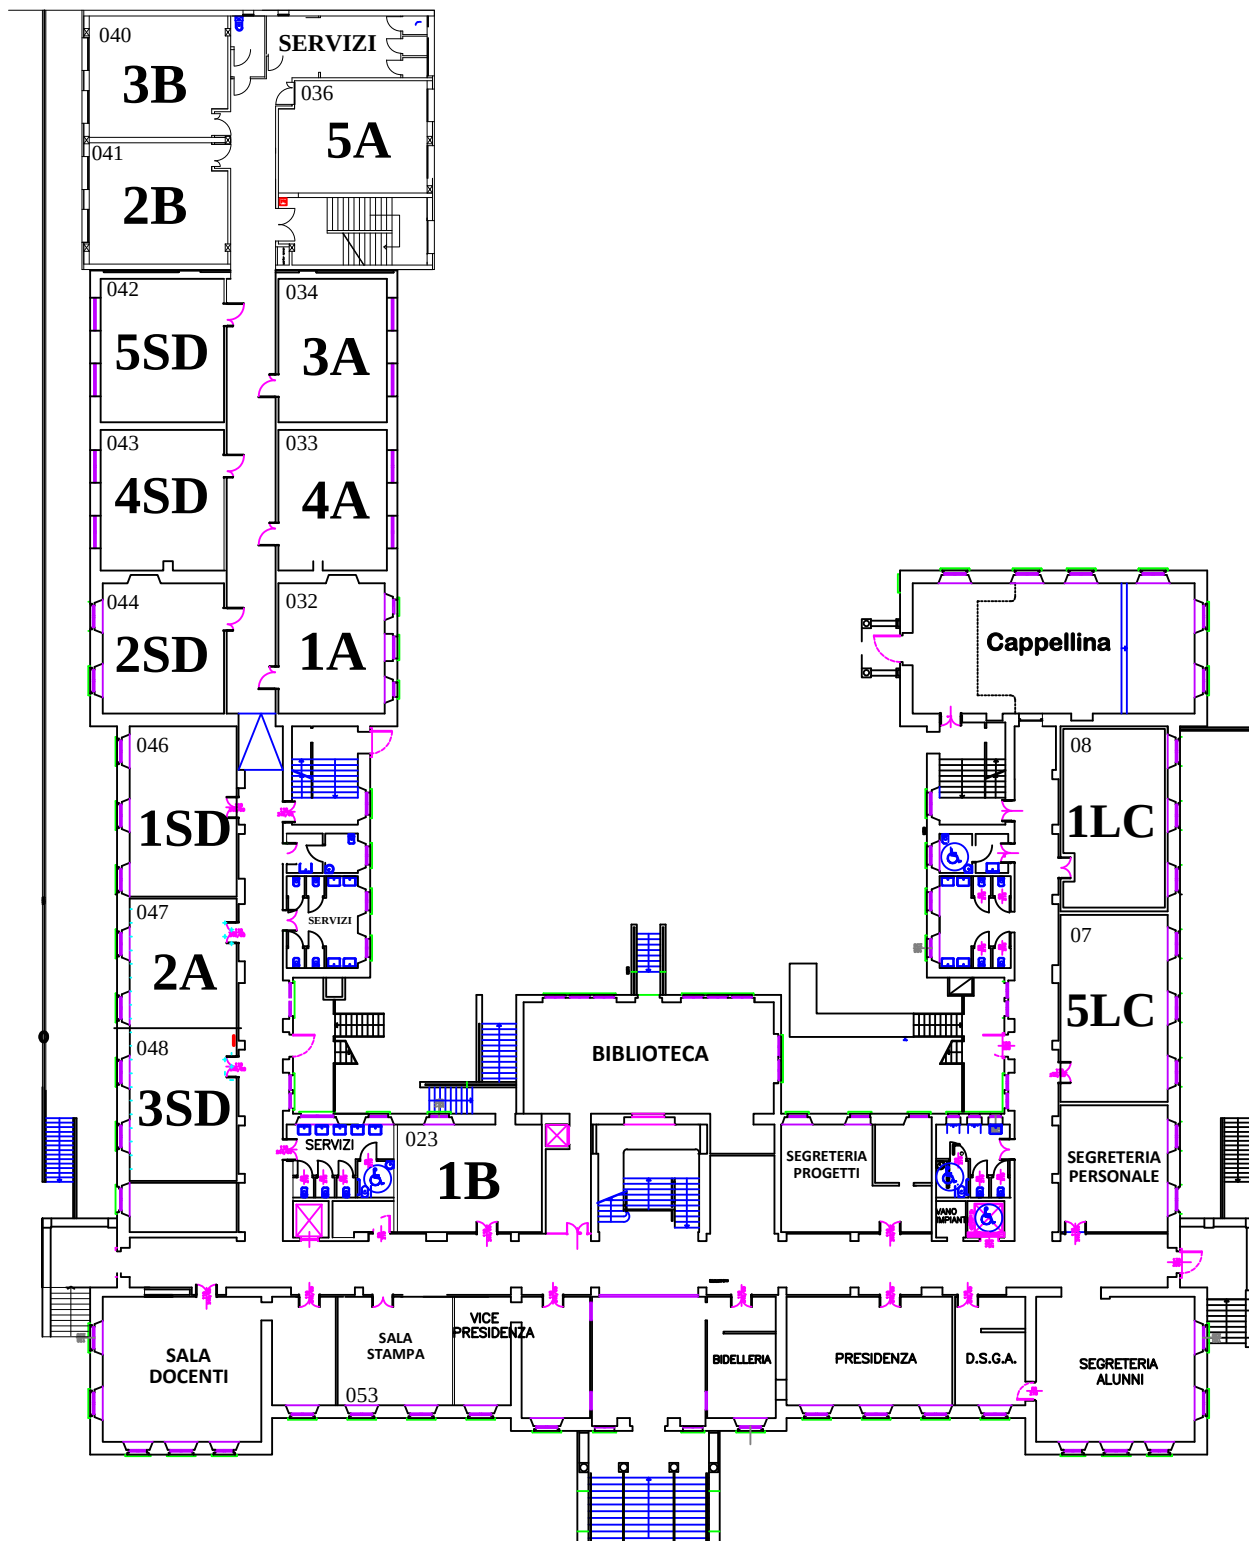 040
3B
SERVIZI
036
5A
041
2B
042
5SD
034
3A
043
4SD
033
4A
044
2SD
032
1A
Cappellina
046
1SD
08
1LC
047
2A
SERVIZI
07
5LC
048
3SD
BIBLIOTECA
SERVIZI
023
1B
SEGRETERIA
PROGETTI
SEGRETERIA
PERSONALE
VANO
IMPIANTI
SALA
DOCENTI
SALA
STAMPA
053
VICE
PRESIDENZA
BIDELLERIA
PRESIDENZA
D.S.G.A.
SEGRETERIA
ALUNNI